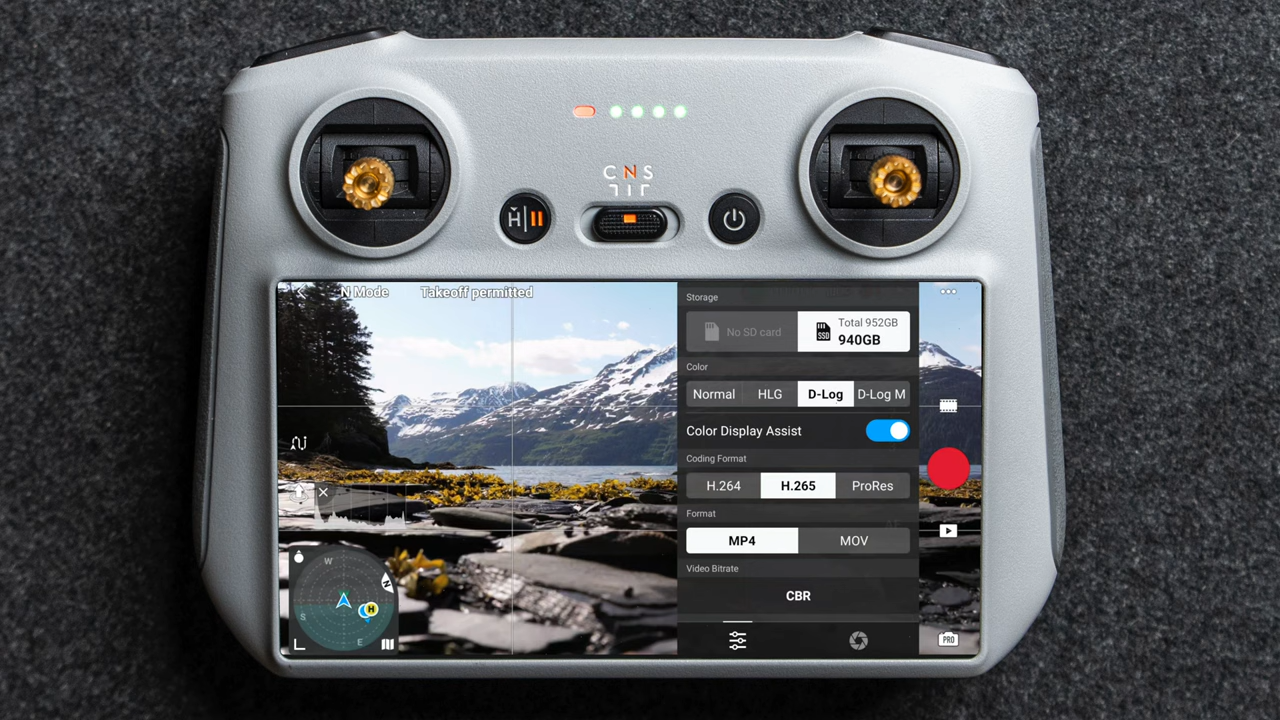 C N S
H
N Mode
Takeoff permitted
Storage
No SD card
SSD
Total 952GB
940GB
Color
Normal
HLG
D-Log
D-Log M
Color Display Assist
Coding Format
H.264
H.265
ProRes
Format
MP4
MOV
Video Bitrate
CBR
W
N
H
S
E
PRO